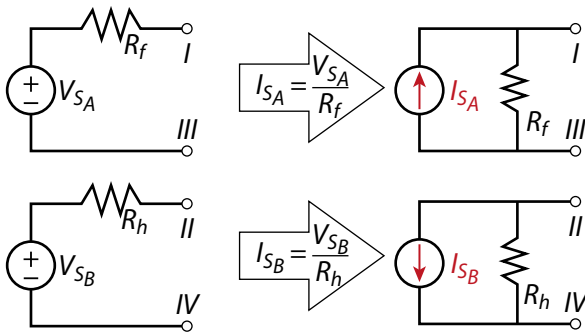 R_f
I
V_{S_A}
+
−
III
I_{S_A} = V_{S_A} / R_f
I
I_{S_A}
R_f
III
R_h
II
V_{S_B}
+
−
IV
I_{S_B} = V_{S_B} / R_h
II
I_{S_B}
R_h
IV